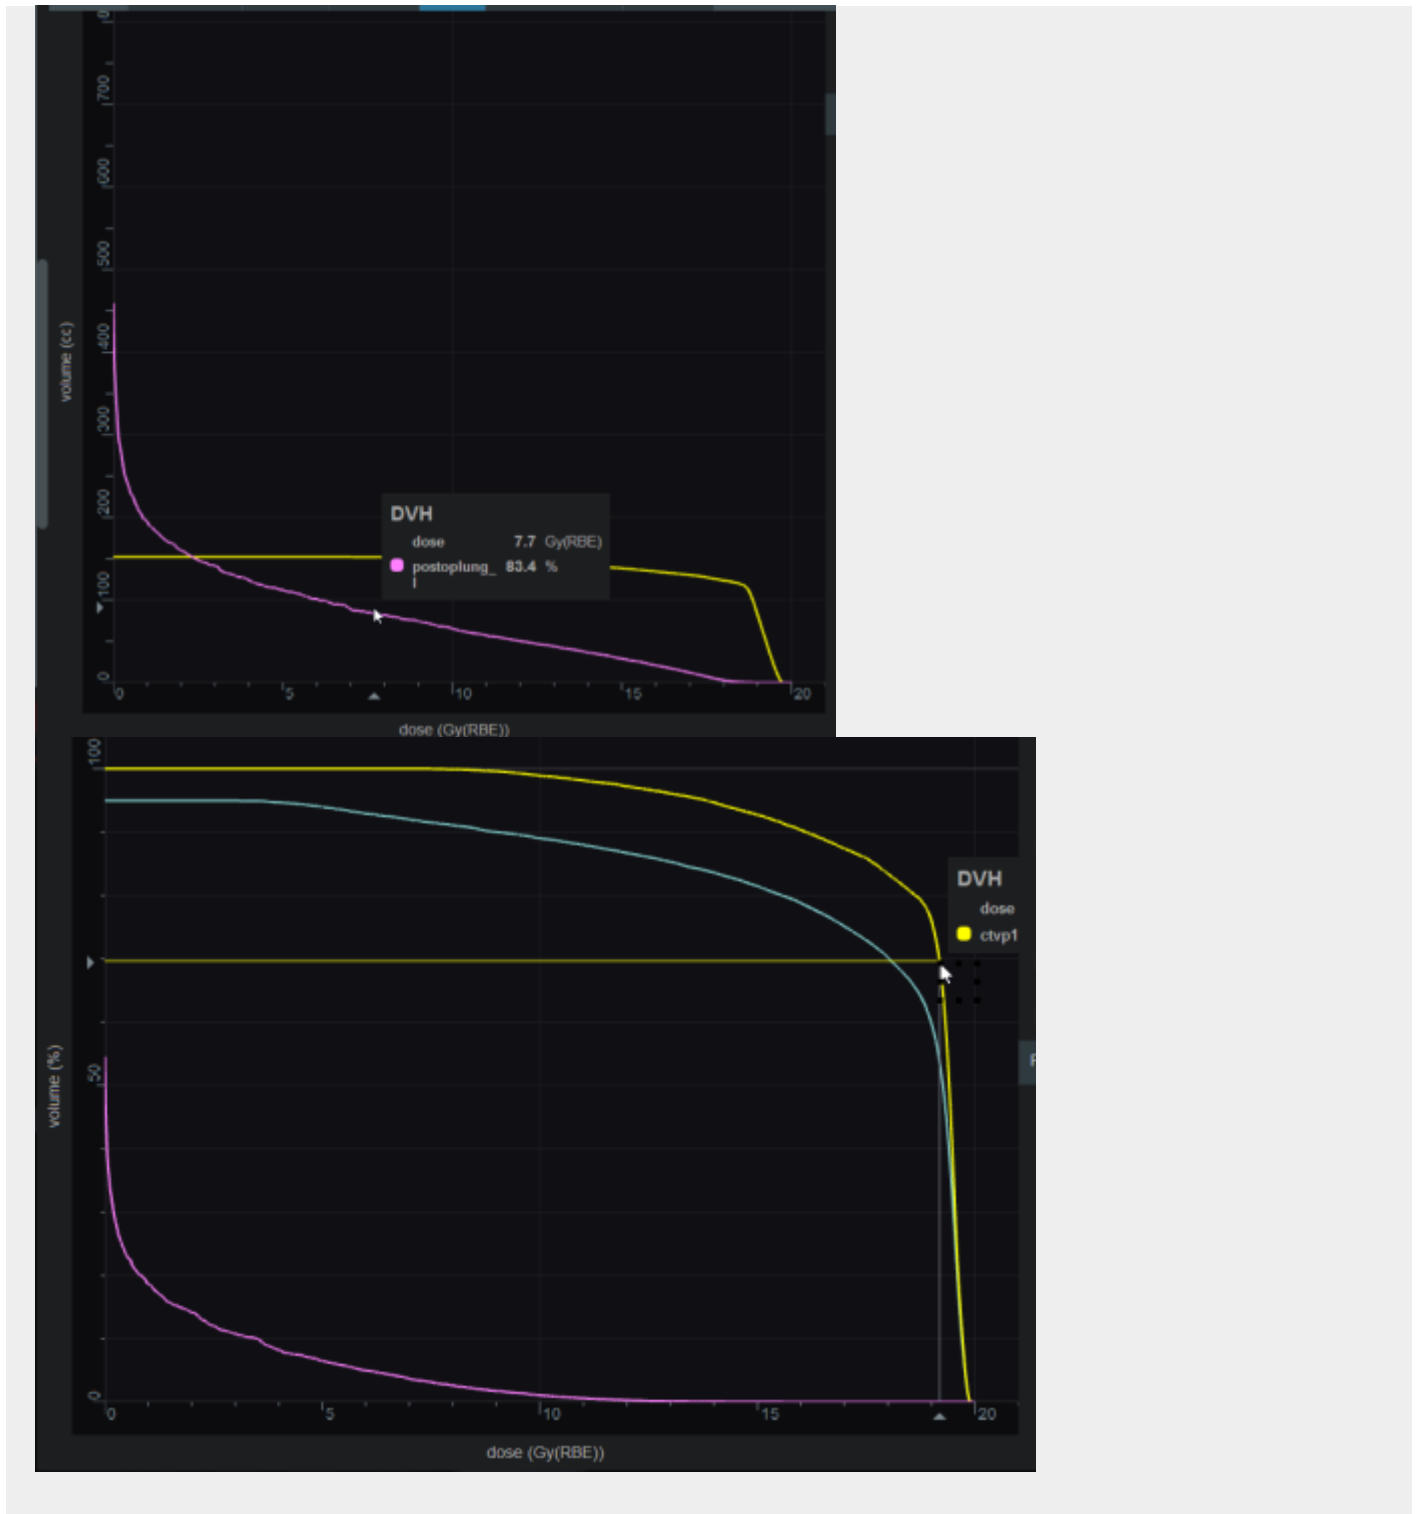 700
600
500
400
300
200
100
0
volume (cc)
DVH
dose 7.7 Gy(RBE)
postoplung_ 83.4 %
l
0 5 10 15 20
dose (Gy(RBE))
100
50
0
volume (%)
DVH
dose
ctvp1
0 5 10 15 20
dose (Gy(RBE))